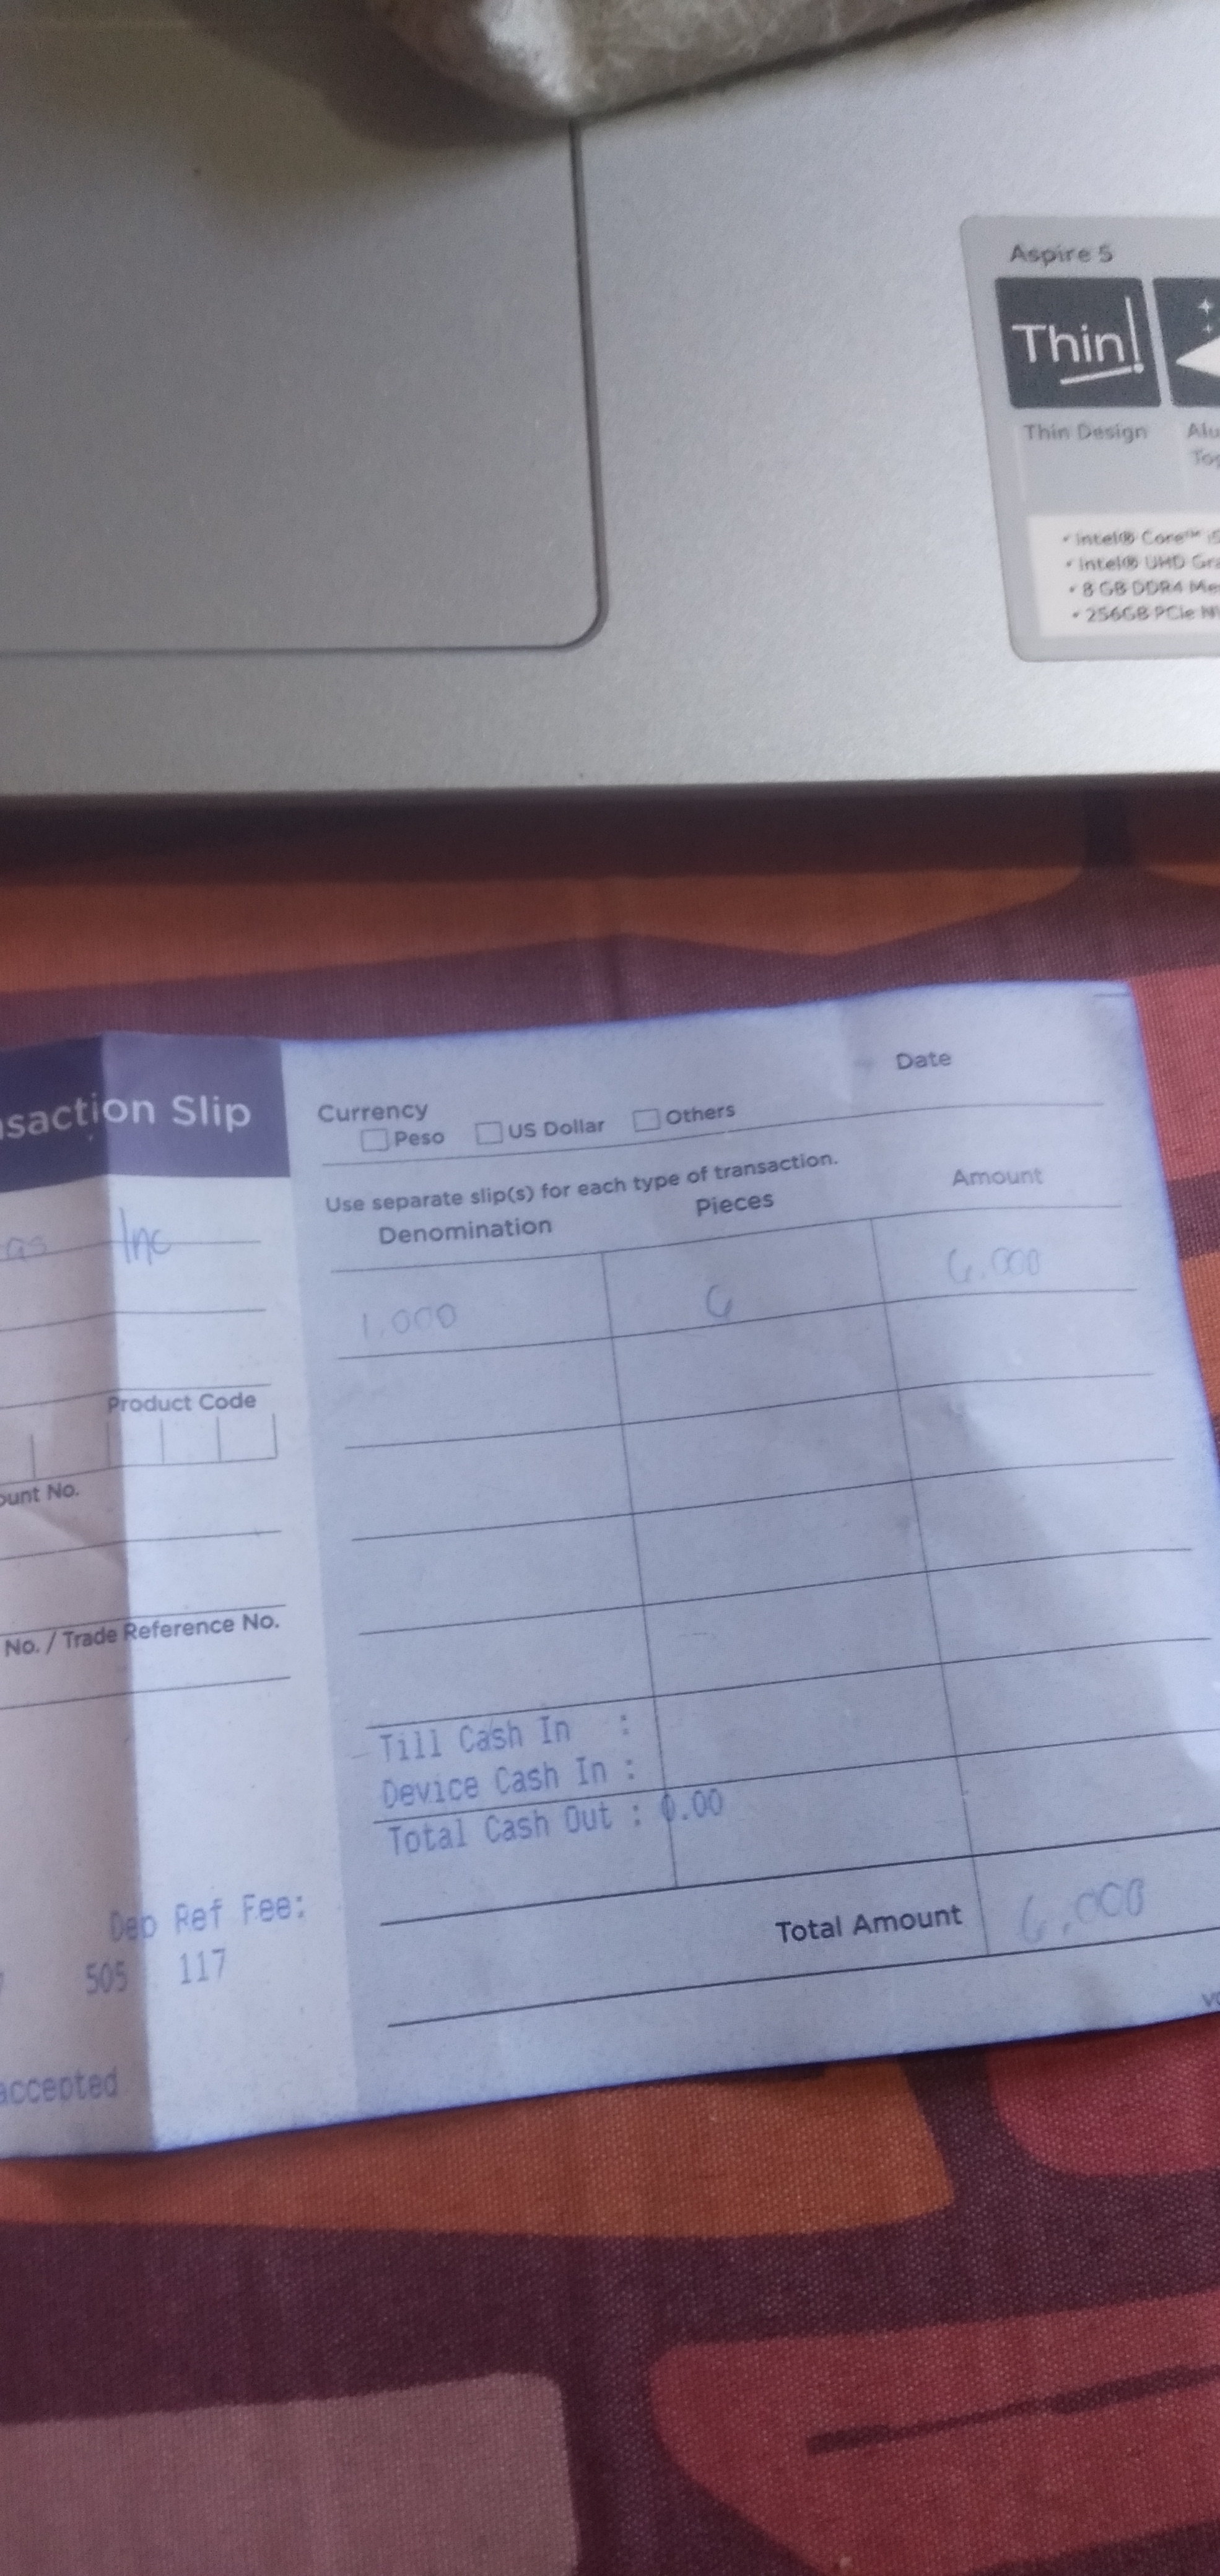 Aspire 5
Thin!
Thin Design
Alu
Top
• Intel® Core™ i5
• Intel® UHD Gra
• 8 GB DDR4 Me
• 256GB PCIe N
nsaction Slip
as Inc
Product Code
ount No.
No. / Trade Reference No.
Dep Ref Fee:
505 117
accepted
Date
Currency
Peso US Dollar Others
Use separate slip(s) for each type of transaction.
Denomination Pieces Amount
1,000 6 6,000
Till Cash In :
Device Cash In :
Total Cash Out : 0.00
Total Amount 6,000